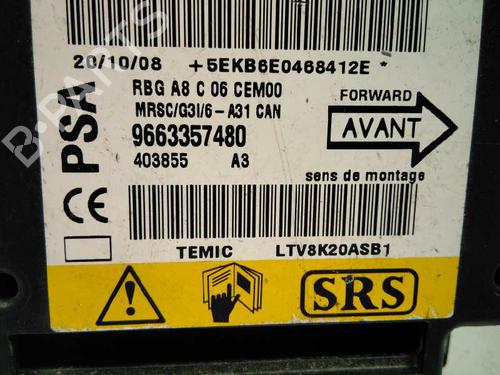 20/10/08 +5EKB6E0468412E *
RBG A8 C 06 CEM00
MRSC/G3I/6- A31 CAN
9663357480
403855 A3
PSA
CE
FORWARD
AVANT
sens de montage
TEMIC LTV8K20ASB1
SRS
B-PARTS